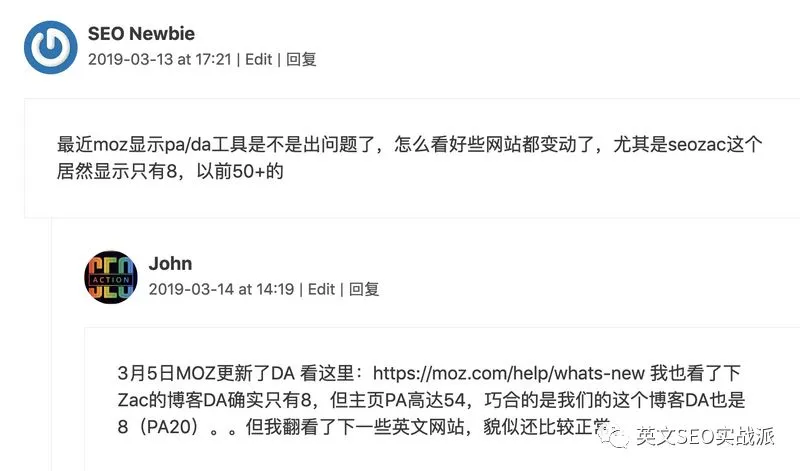 SEO Newbie
2019-03-13 at 17:21 | Edit | 回复
最近moz显示pa/da工具是不是出问题了，怎么看好些网站都变动了，尤其是seozac这个
居然显示只有8，以前50+的
SEO
ACTION
SEO
John
2019-03-14 at 14:19 | Edit | 回复
3月5日MOZ更新了DA 看这里：https://moz.com/help/whats-new 我也看了下
Zac的博客DA确实只有8，但主页PA高达54，巧合的是我们的这个博客DA也是
8（PA20）。。但我翻看了下一些英文网站，貌似还比较正常
英文SEO实战派